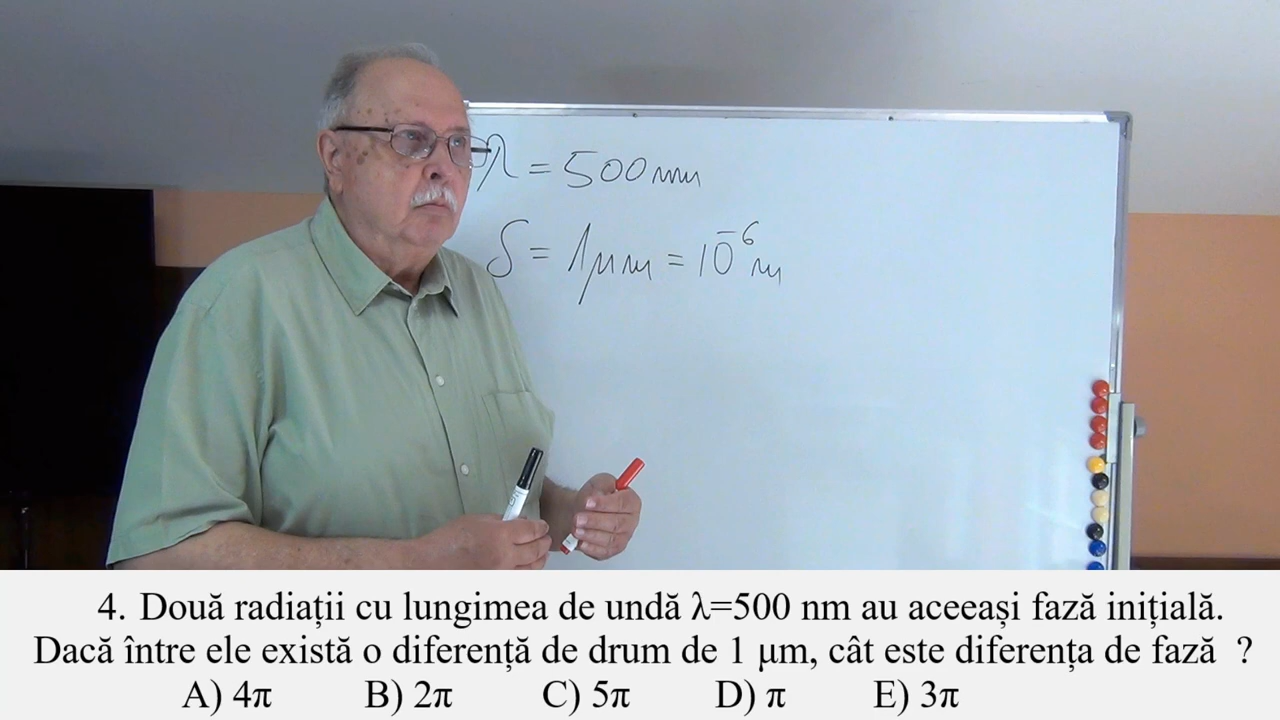 λ = 500 nm
δ = 1 μm = 10⁻⁶ m
4. Două radiații cu lungimea de undă λ=500 nm au aceeași fază inițială.
Dacă între ele există o diferență de drum de 1 μm, cât este diferența de fază ?
A) 4π B) 2π C) 5π D) π E) 3π